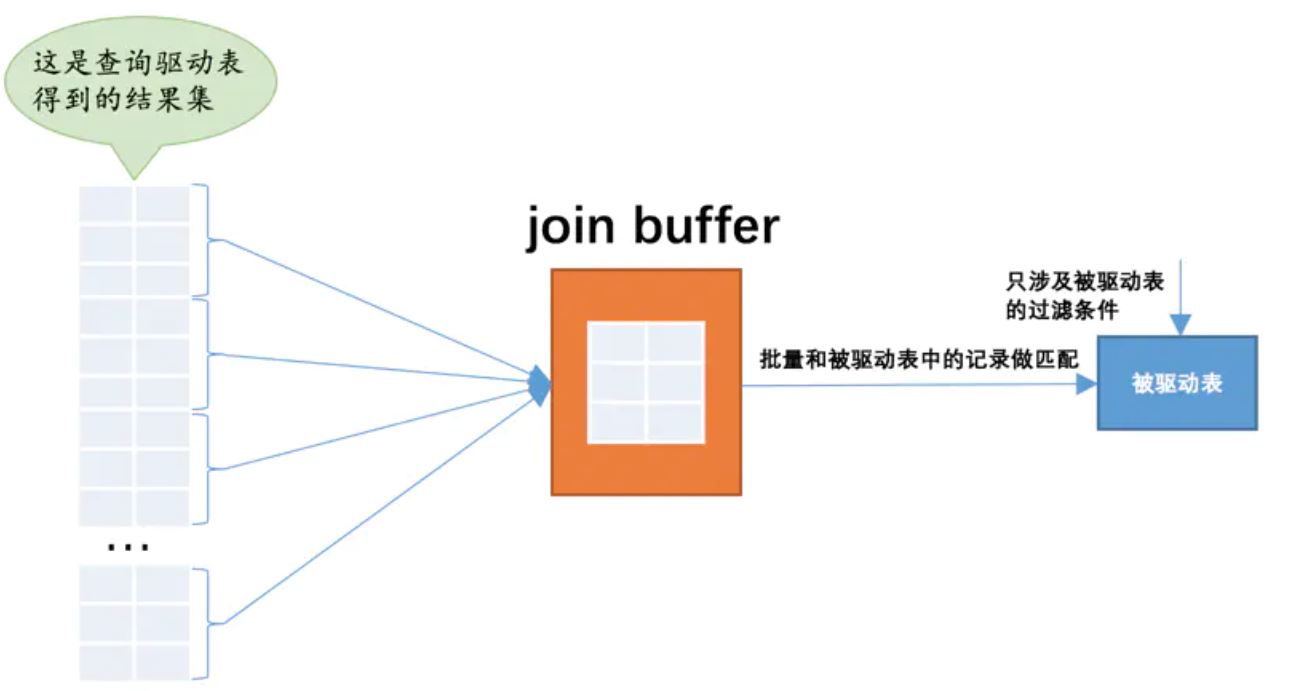 这是查询驱动表
得到的结果集
join buffer
只涉及被驱动表
的过滤条件
批量和被驱动表中的记录做匹配
被驱动表
...